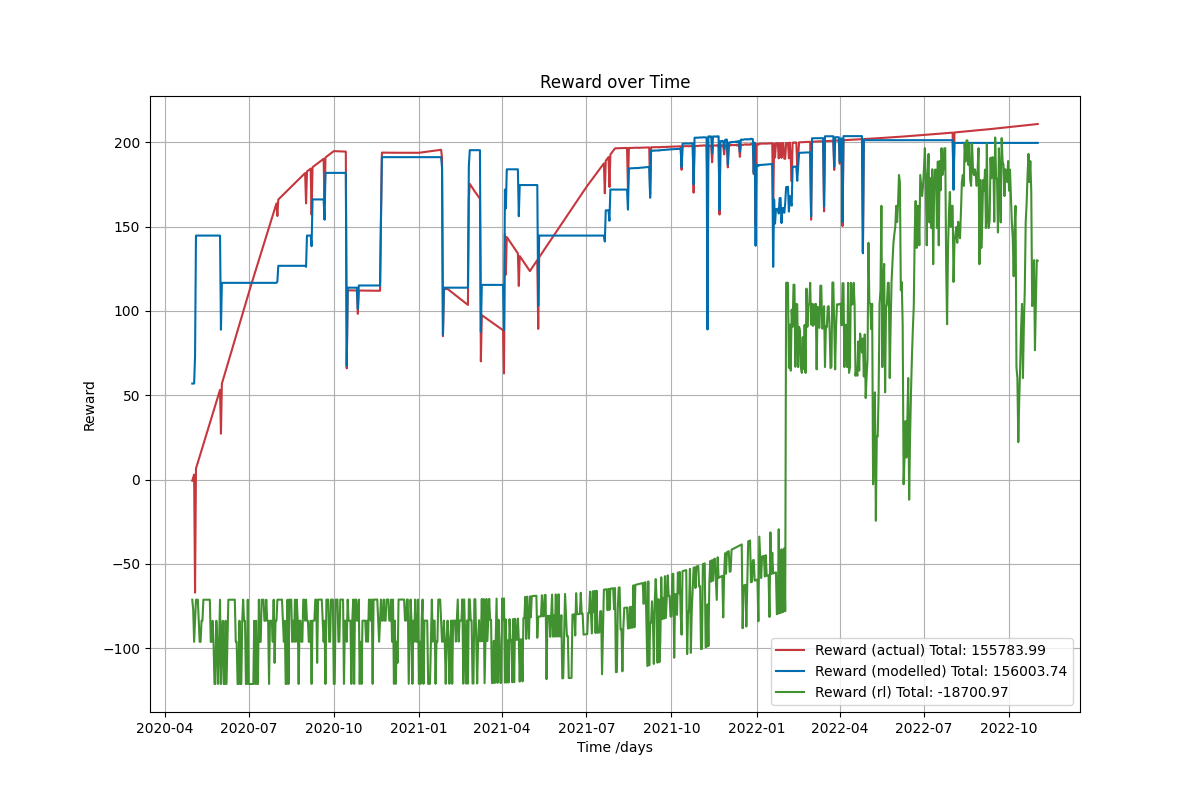 Reward over Time
Reward
200
150
100
50
0
−50
−100
2020-04 2020-07 2020-10 2021-01 2021-04 2021-07 2021-10 2022-01 2022-04 2022-07 2022-10
Time /days
Reward (actual) Total: 155783.99
Reward (modelled) Total: 156003.74
Reward (rl) Total: -18700.97